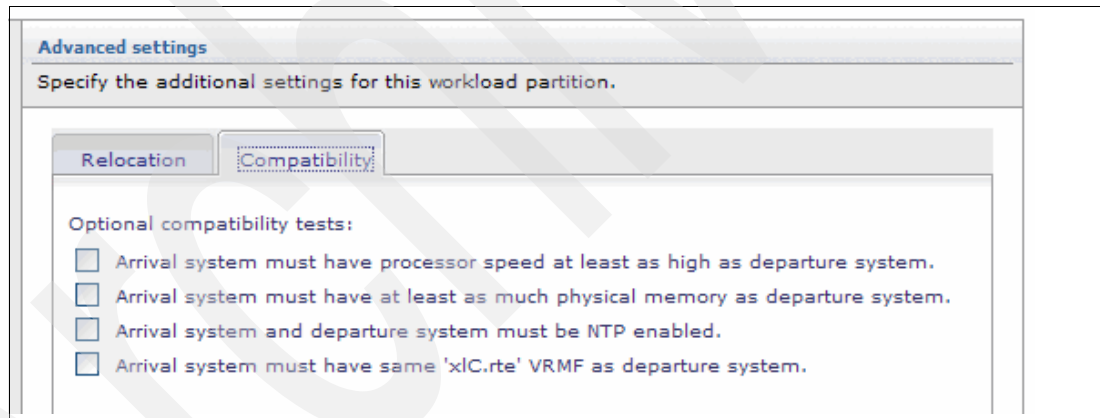 Advanced settings
Specify the additional settings for this workload partition.
Relocation Compatibility
Optional compatibility tests:
Arrival system must have processor speed at least as high as departure system.
Arrival system must have at least as much physical memory as departure system.
Arrival system and departure system must be NTP enabled.
Arrival system must have same 'xlC.rte' VRMF as departure system.